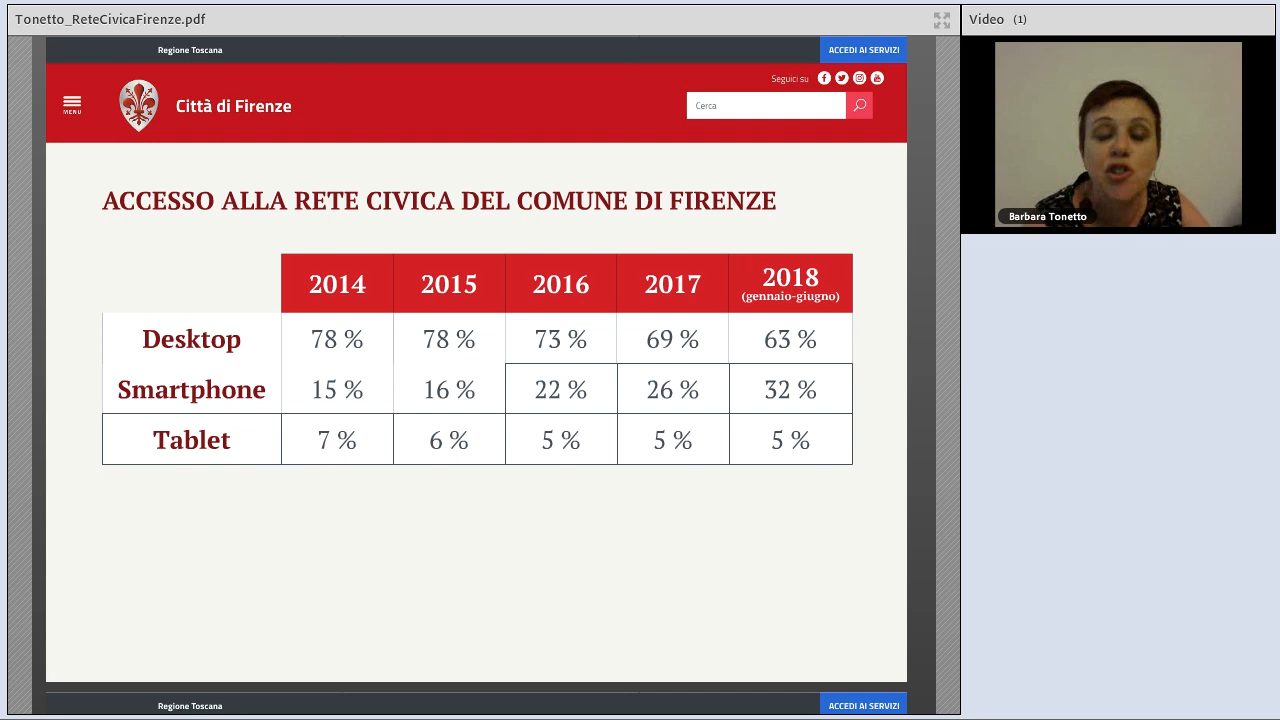 Tonetto_ReteCivicaFirenze.pdf
Video (1)
Regione Toscana
ACCEDI AI SERVIZI
Seguici su
MENU
Città di Firenze
Cerca
Barbara Tonetto
ACCESSO ALLA RETE CIVICA DEL COMUNE DI FIRENZE
2014 2015 2016 2017 2018
(gennaio-giugno)
Desktop 78 % 78 % 73 % 69 % 63 %
Smartphone 15 % 16 % 22 % 26 % 32 %
Tablet 7 % 6 % 5 % 5 % 5 %
Regione Toscana
ACCEDI AI SERVIZI